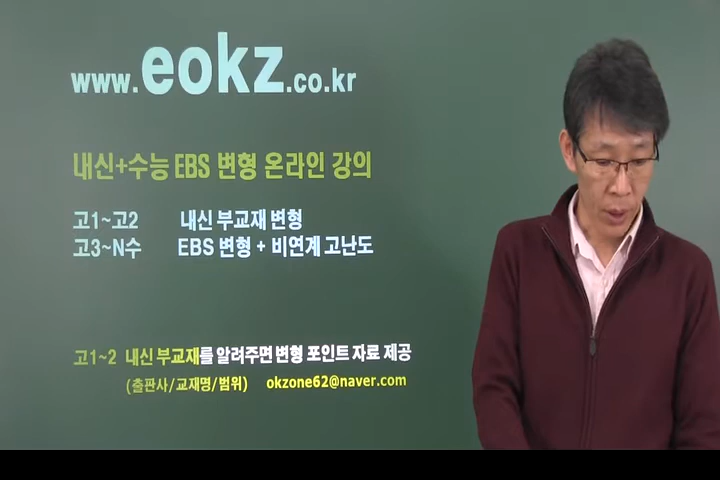 www.eokz.co.kr
내신+수능 EBS 변형 온라인 강의
고1~고2 내신 부교재 변형
고3~N수 EBS 변형 + 비연계 고난도
고1~2 내신 부교재를 알려주면 변형 포인트 자료 제공
(출판사/교재명/범위) okzone62@naver.com